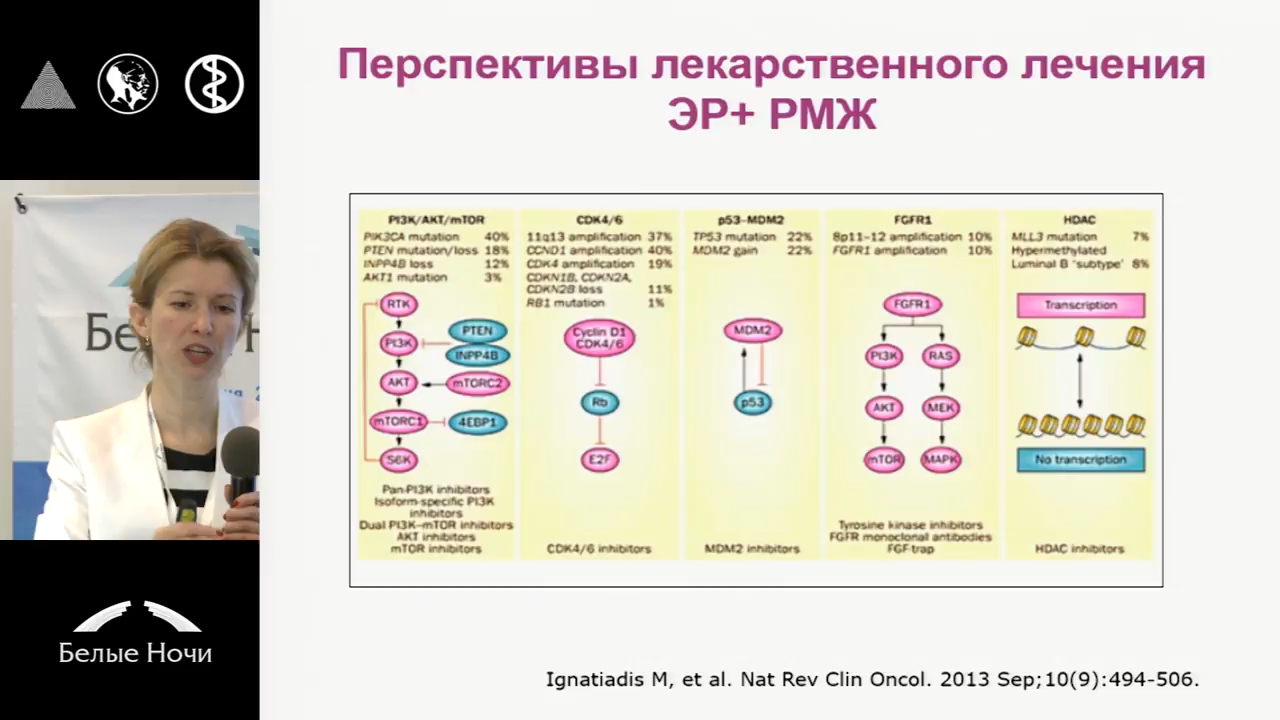 Перспективы лекарственного лечения
ЭР+ РМЖ
PI3K/AKT/mTOR
PIK3CA mutation 40%
PTEN mutation/loss 18%
INPP4B loss 12%
AKT1 mutation 3%
RTK
PI3K
PTEN
INPP4B
AKT
mTORC2
mTORC1
4EBP1
S6K
Pan-PI3K inhibitors
Isoform-specific PI3K
inhibitors
Dual PI3K–mTOR inhibitors
AKT inhibitors
mTOR inhibitors
CDK4/6
11q13 amplification 37%
CCND1 amplification 40%
CDK4 amplification 19%
CDKN1B, CDKN2A,
CDKN2B loss 11%
RB1 mutation 1%
Cyclin D1
CDK4/6
Rb
E2F
CDK4/6 inhibitors
p53–MDM2
TP53 mutation 22%
MDM2 gain 22%
MDM2
p53
MDM2 inhibitors
FGFR1
8p11–12 amplification 10%
FGFR1 amplification 10%
FGFR1
PI3K
RAS
AKT
MEK
mTOR
MAPK
Tyrosine kinase inhibitors
FGFR monoclonal antibodies
FGF-trap
HDAC
MLL3 mutation 7%
Hypermethylated
Luminal B 'subtype' 8%
Transcription
No transcription
HDAC inhibitors
Ignatiadis M, et al. Nat Rev Clin Oncol. 2013 Sep;10(9):494-506.
Белые Ночи